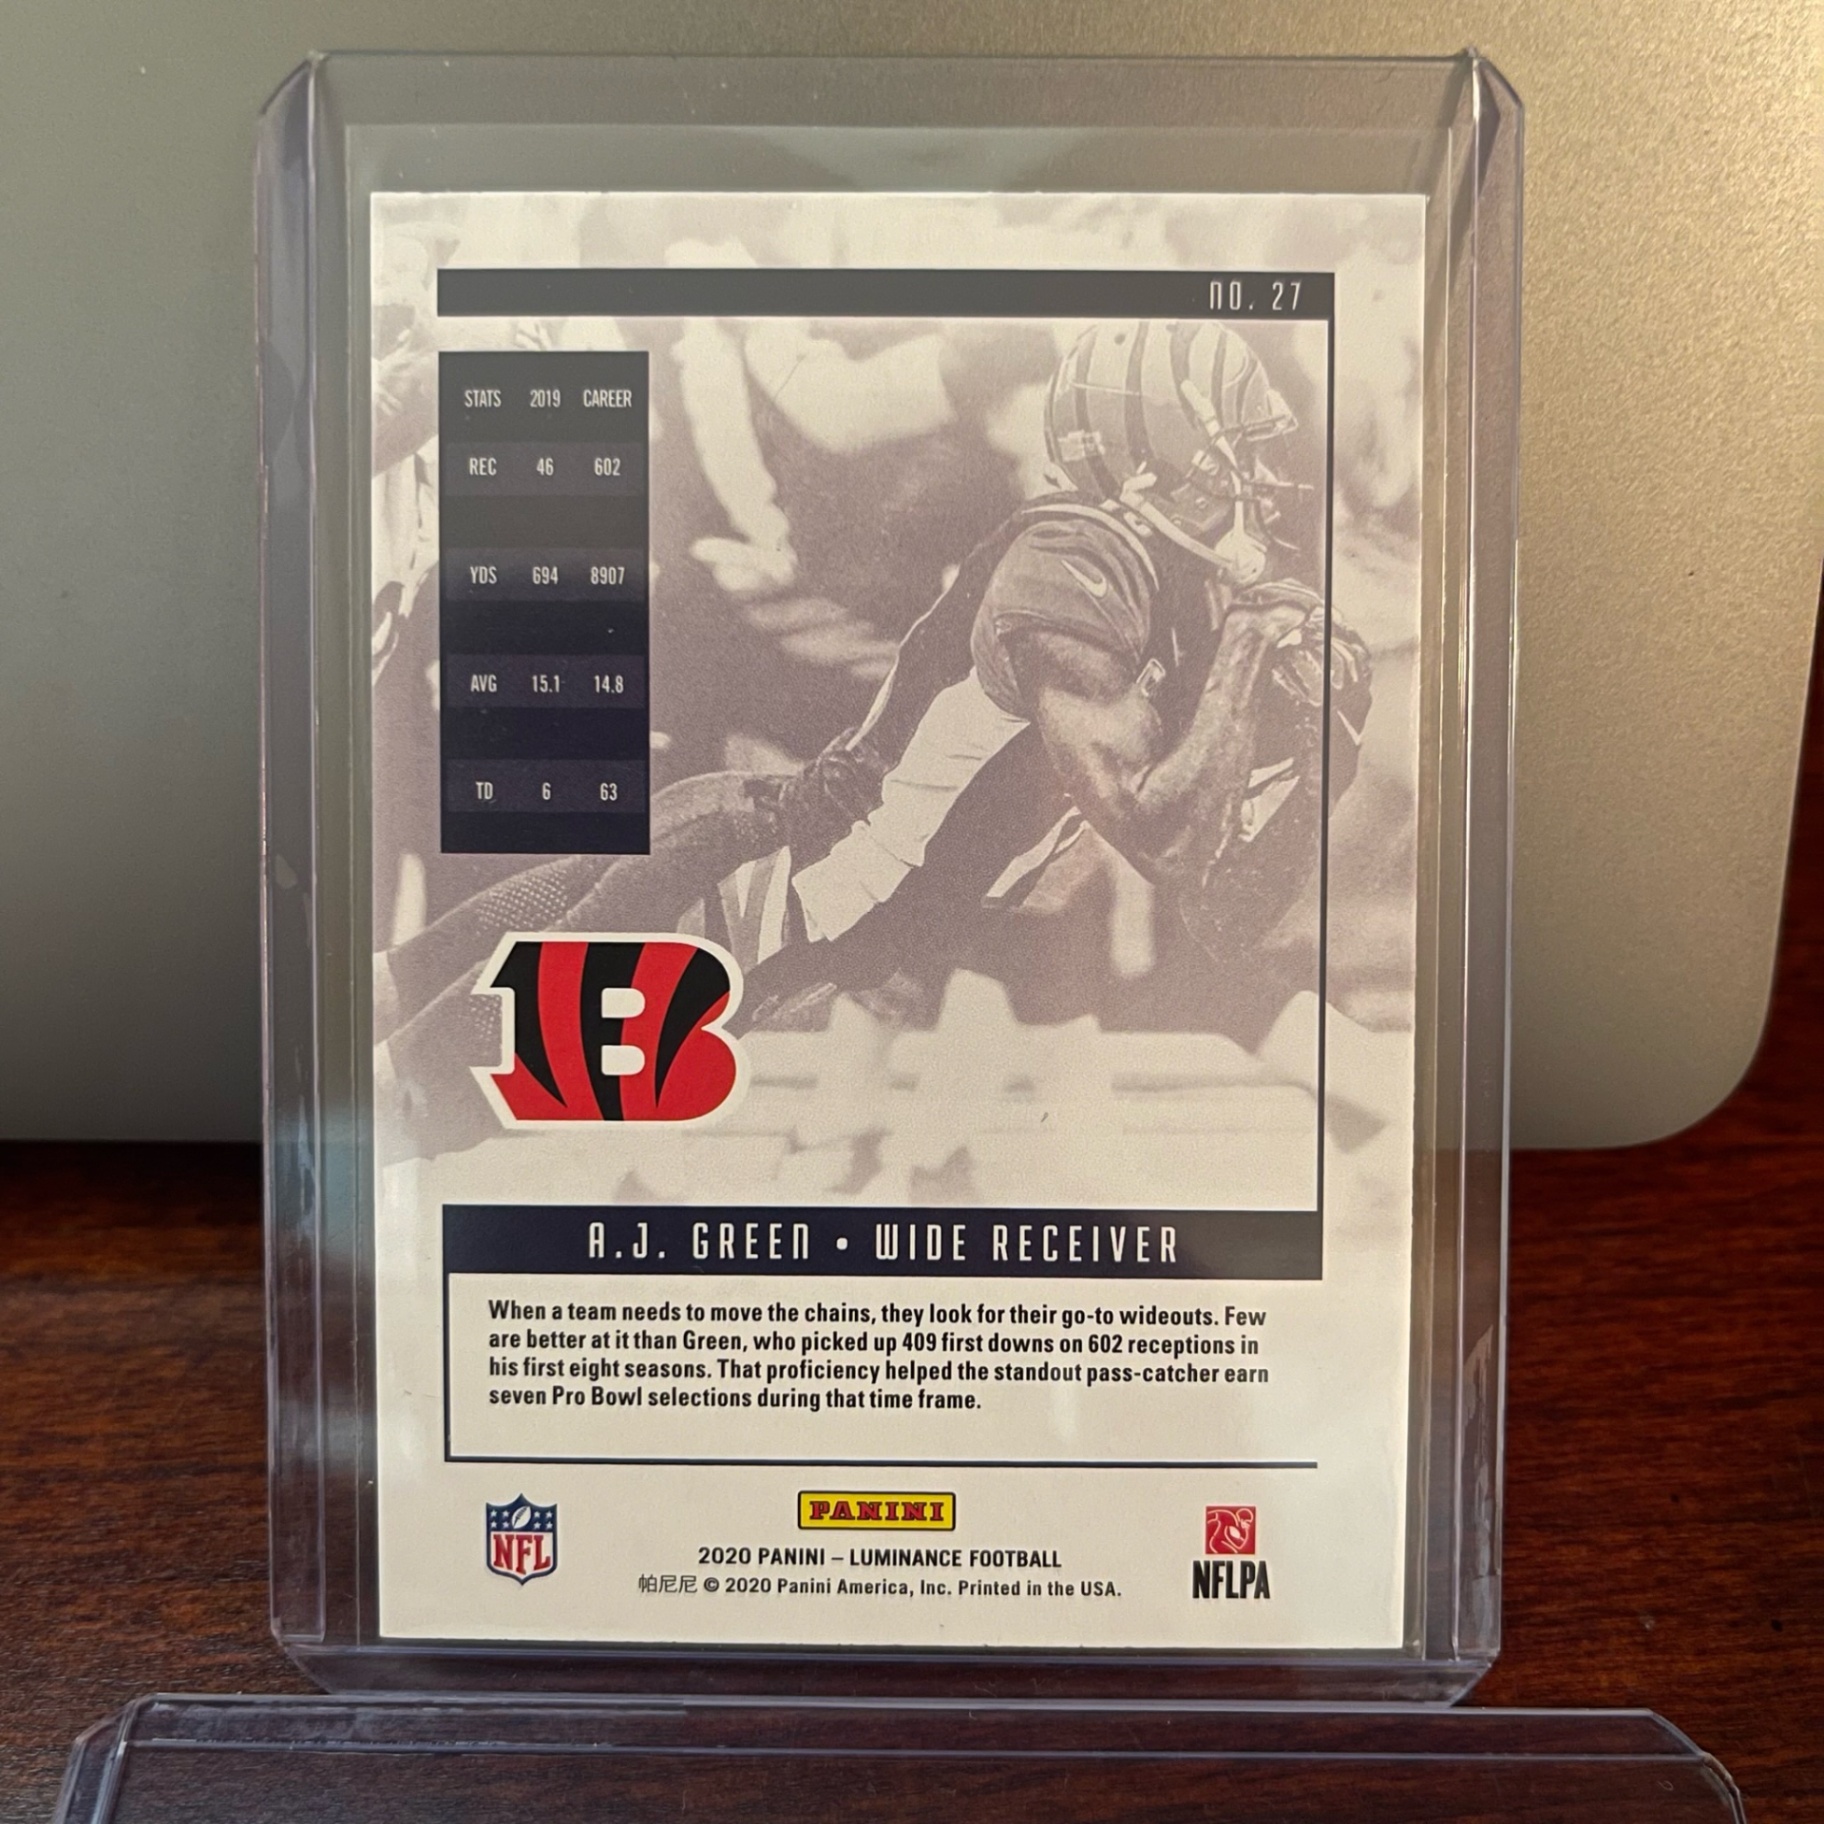 NO. 27
STATS 2019 CAREER
REC 46 602
YDS 694 8907
AVG 15.1 14.8
TD 6 63
A.J. GREEN • WIDE RECEIVER
When a team needs to move the chains, they look for their go-to wideouts. Few
are better at it than Green, who picked up 409 first downs on 602 receptions in
his first eight seasons. That proficiency helped the standout pass-catcher earn
seven Pro Bowl selections during that time frame.
NFL
PANINI
2020 PANINI – LUMINANCE FOOTBALL
帕尼尼 © 2020 Panini America, Inc. Printed in the USA.
NFLPA